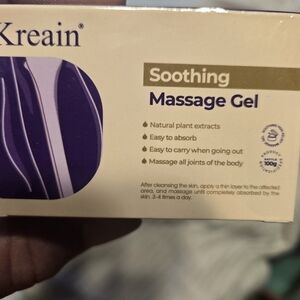 Kreain®
Soothing
Massage Gel
Natural plant extracts
Easy to absorb
Easy to carry when going out
Massage all joints of the body
100g
After cleansing the skin, apply a thin layer to the affected
area, and massage until completely absorbed by the
skin, 3-4 times a day.